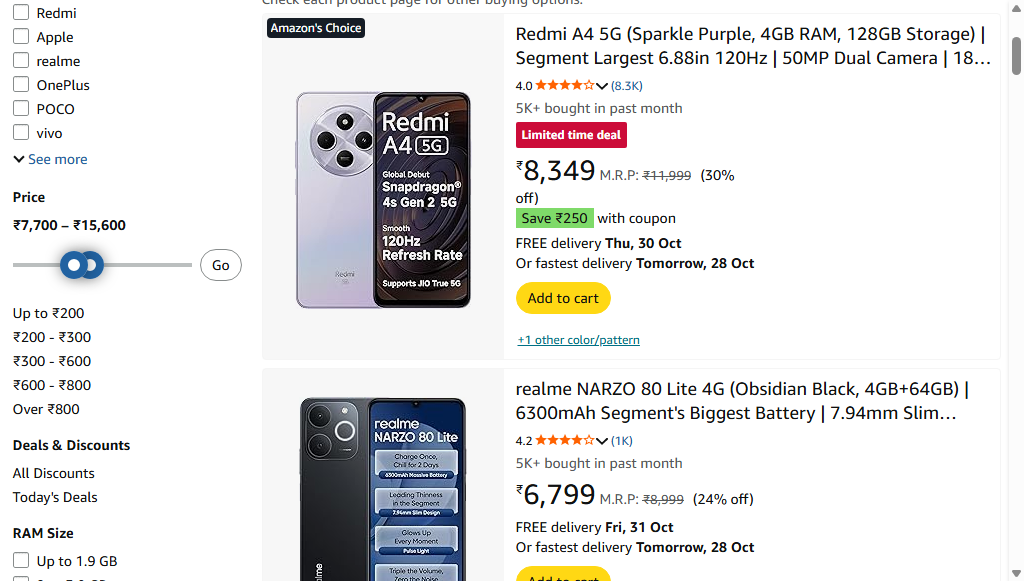 Check each product page for other buying options.
Redmi
Apple
realme
OnePlus
POCO
vivo
See more
Price
₹7,700 – ₹15,600
Go
Up to ₹200
₹200 - ₹300
₹300 - ₹600
₹600 - ₹800
Over ₹800
Deals & Discounts
All Discounts
Today's Deals
RAM Size
Up to 1.9 GB
Amazon's Choice
Redmi
A4 5G
Global Debut
Snapdragon®
4s Gen 2 5G
Smooth
120Hz
Refresh Rate
Supports JIO True 5G
Redmi
Redmi A4 5G (Sparkle Purple, 4GB RAM, 128GB Storage) |
Segment Largest 6.88in 120Hz | 50MP Dual Camera | 18…
4.0 (8.3K)
5K+ bought in past month
Limited time deal
₹8,349 M.R.P: ₹11,999 (30%
off)
Save ₹250 with coupon
FREE delivery Thu, 30 Oct
Or fastest delivery Tomorrow, 28 Oct
Add to cart
+1 other color/pattern
realme
NARZO 80 Lite
Charge Once,
Chill for 2 Days
6300mAh Massive Battery
Leading Thinness
in the Segment
7.94mm Slim Design
Glows Up
Every Moment
Pulse Light
Triple the Volume,
Zero the Noise
realme
realme NARZO 80 Lite 4G (Obsidian Black, 4GB+64GB) |
6300mAh Segment's Biggest Battery | 7.94mm Slim…
4.2 (1K)
5K+ bought in past month
₹6,799 M.R.P: ₹8,999 (24% off)
FREE delivery Fri, 31 Oct
Or fastest delivery Tomorrow, 28 Oct
Add to cart